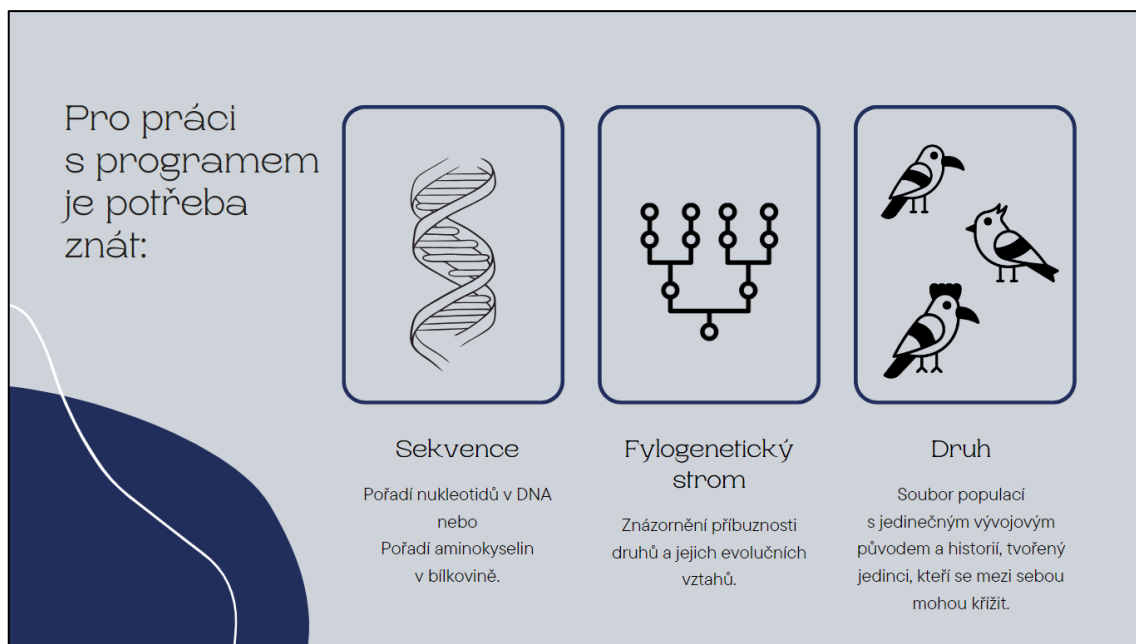 Pro práci
s programem
je potřeba
znát:
Sekvence
Pořadí nukleotidů v DNA
nebo
Pořadí aminokyselin
v bílkovině.
Fylogenetický
strom
Znázornění příbuznosti
druhů a jejich evolučních
vztahů.
Druh
Soubor populací
s jedinečným vývojovým
původem a historií, tvořený
jedinci, kteří se mezi sebou
mohou křížit.